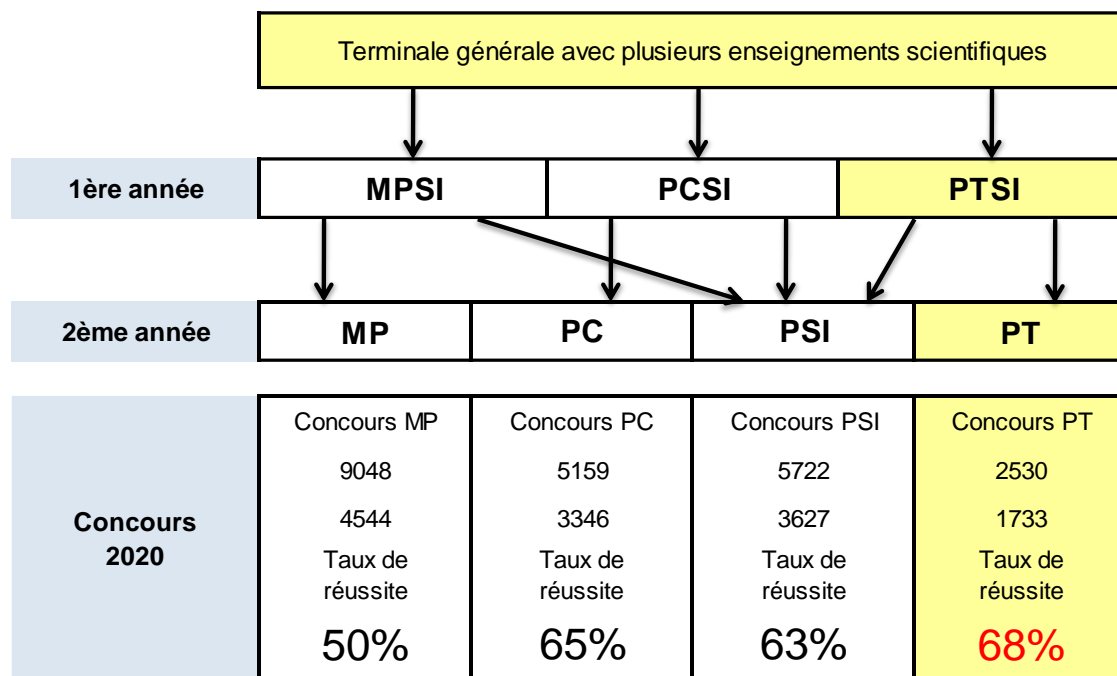 Terminale générale avec plusieurs enseignements scientifiques
1ère année
MPSI
PCSI
PTSI
2ème année
MP
PC
PSI
PT
Concours
2020
Concours MP
9048
4544
Taux de
réussite
50%
Concours PC
5159
3346
Taux de
réussite
65%
Concours PSI
5722
3627
Taux de
réussite
63%
Concours PT
2530
1733
Taux de
réussite
68%